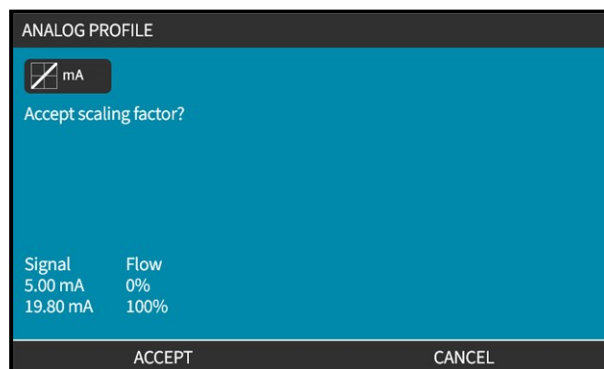 ANALOG PROFILE
mA
Accept scaling factor?
Signal Flow
5.00 mA 0%
19.80 mA 100%
ACCEPT CANCEL